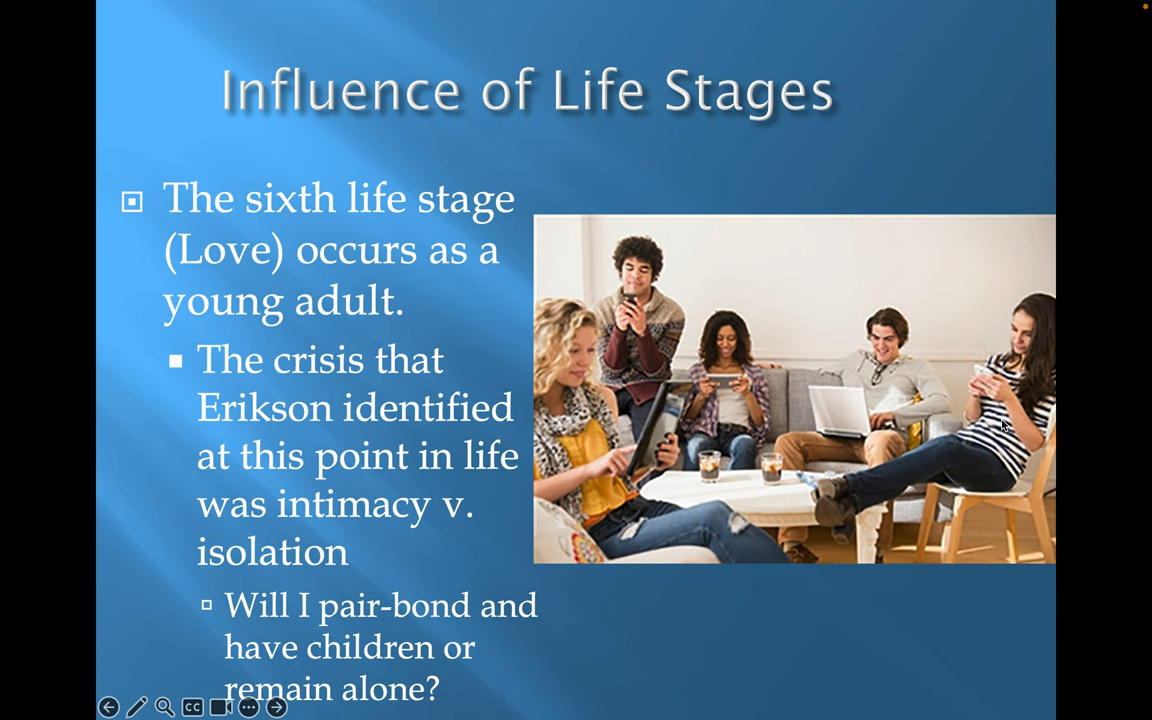 Influence of Life Stages
The sixth life stage
(Love) occurs as a
young adult.
The crisis that
Erikson identified
at this point in life
was intimacy v.
isolation
Will I pair-bond and
have children or
remain alone?
CC